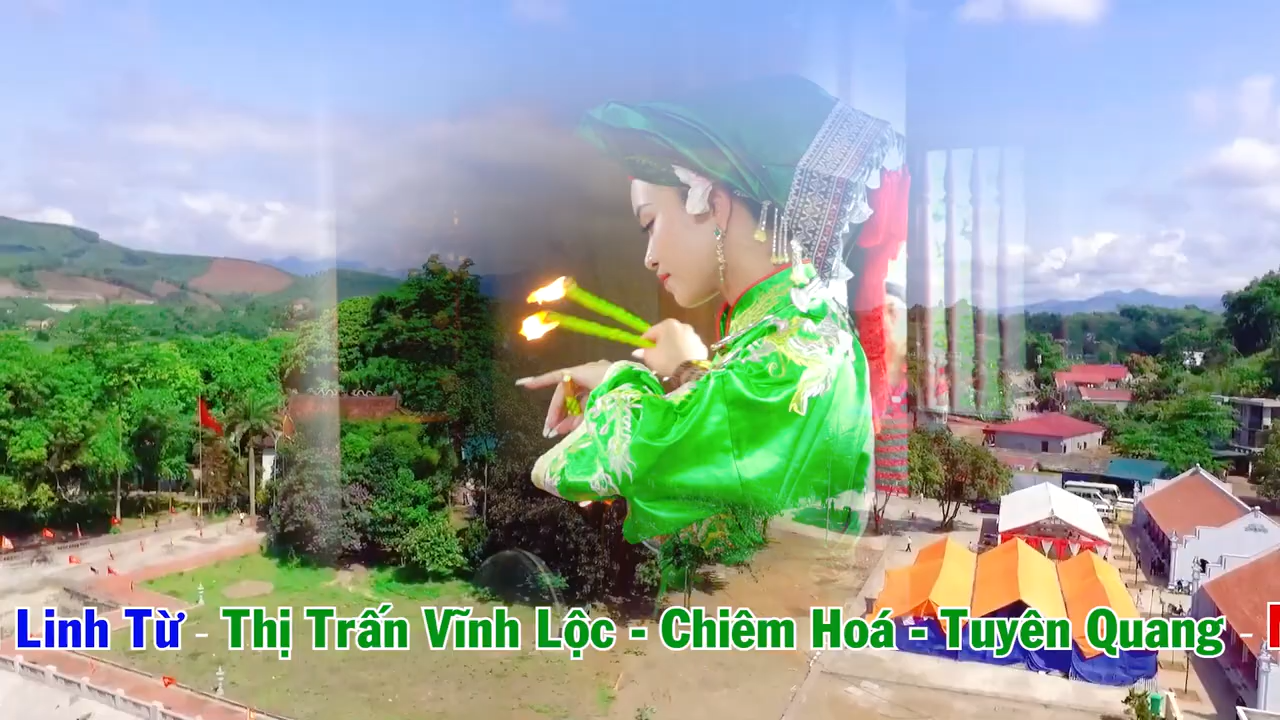 Linh Từ - Thị Trấn Vĩnh Lộc - Chiêm Hoá - Tuyên Quang -